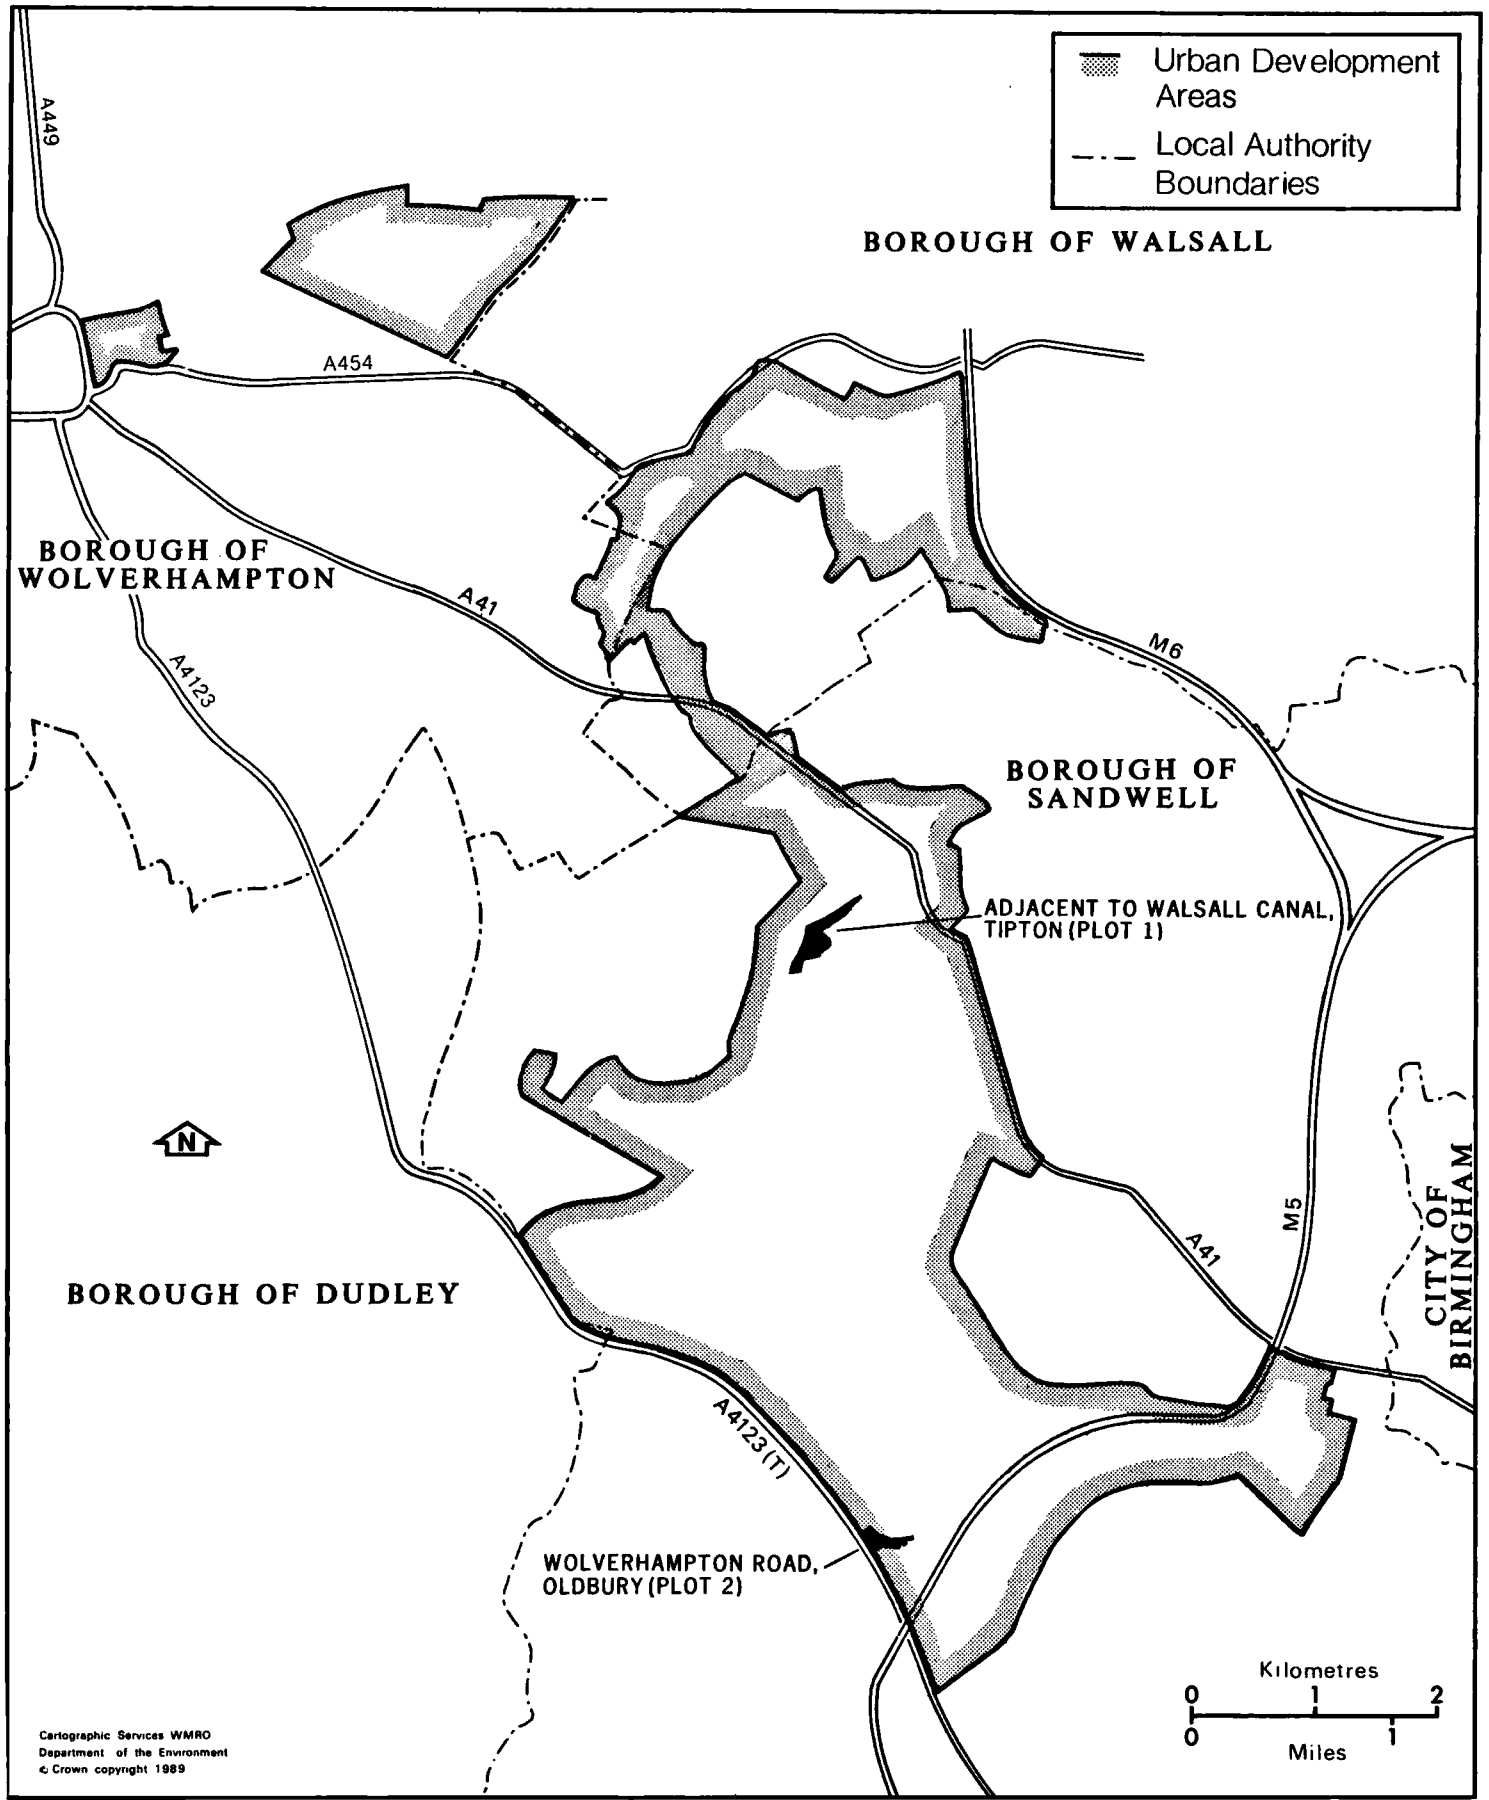 Urban Development
Areas
Local Authority
Boundaries
A449
BOROUGH OF WALSALL
A454
BOROUGH OF
WOLVERHAMPTON
A41
M6
A4123
BOROUGH OF
SANDWELL
ADJACENT TO WALSALL CANAL,
TIPTON (PLOT 1)
N
M5
A41
CITY OF
BIRMINGHAM
BOROUGH OF DUDLEY
A4123 (T)
WOLVERHAMPTON ROAD,
OLDBURY (PLOT 2)
Kilometres
0 1 2
0 1
Miles
Cartographic Services WMRO
Department of the Environment
© Crown copyright 1989